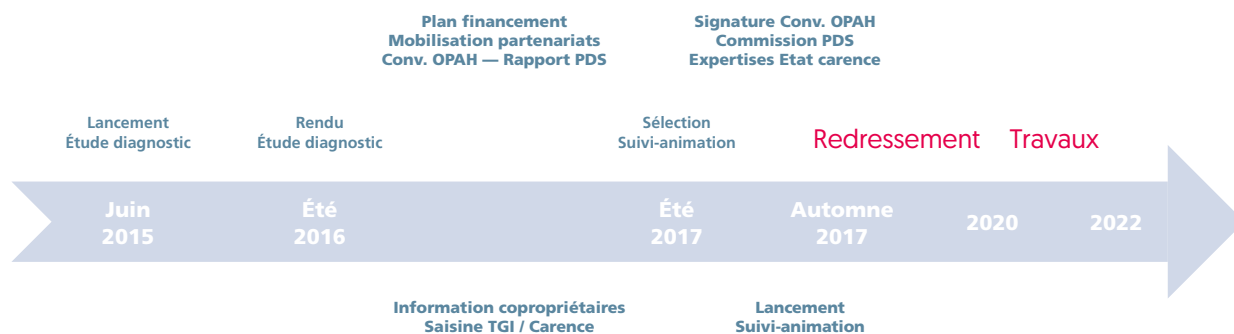 Plan financement
Mobilisation partenariats
Conv. OPAH — Rapport PDS
Signature Conv. OPAH
Commission PDS
Expertises Etat carence
Lancement
Étude diagnostic
Rendu
Étude diagnostic
Sélection
Suivi-animation
Redressement
Travaux
Juin
2015
Été
2016
Été
2017
Automne
2017
2020
2022
Information copropriétaires
Saisine TGI / Carence
Lancement
Suivi-animation